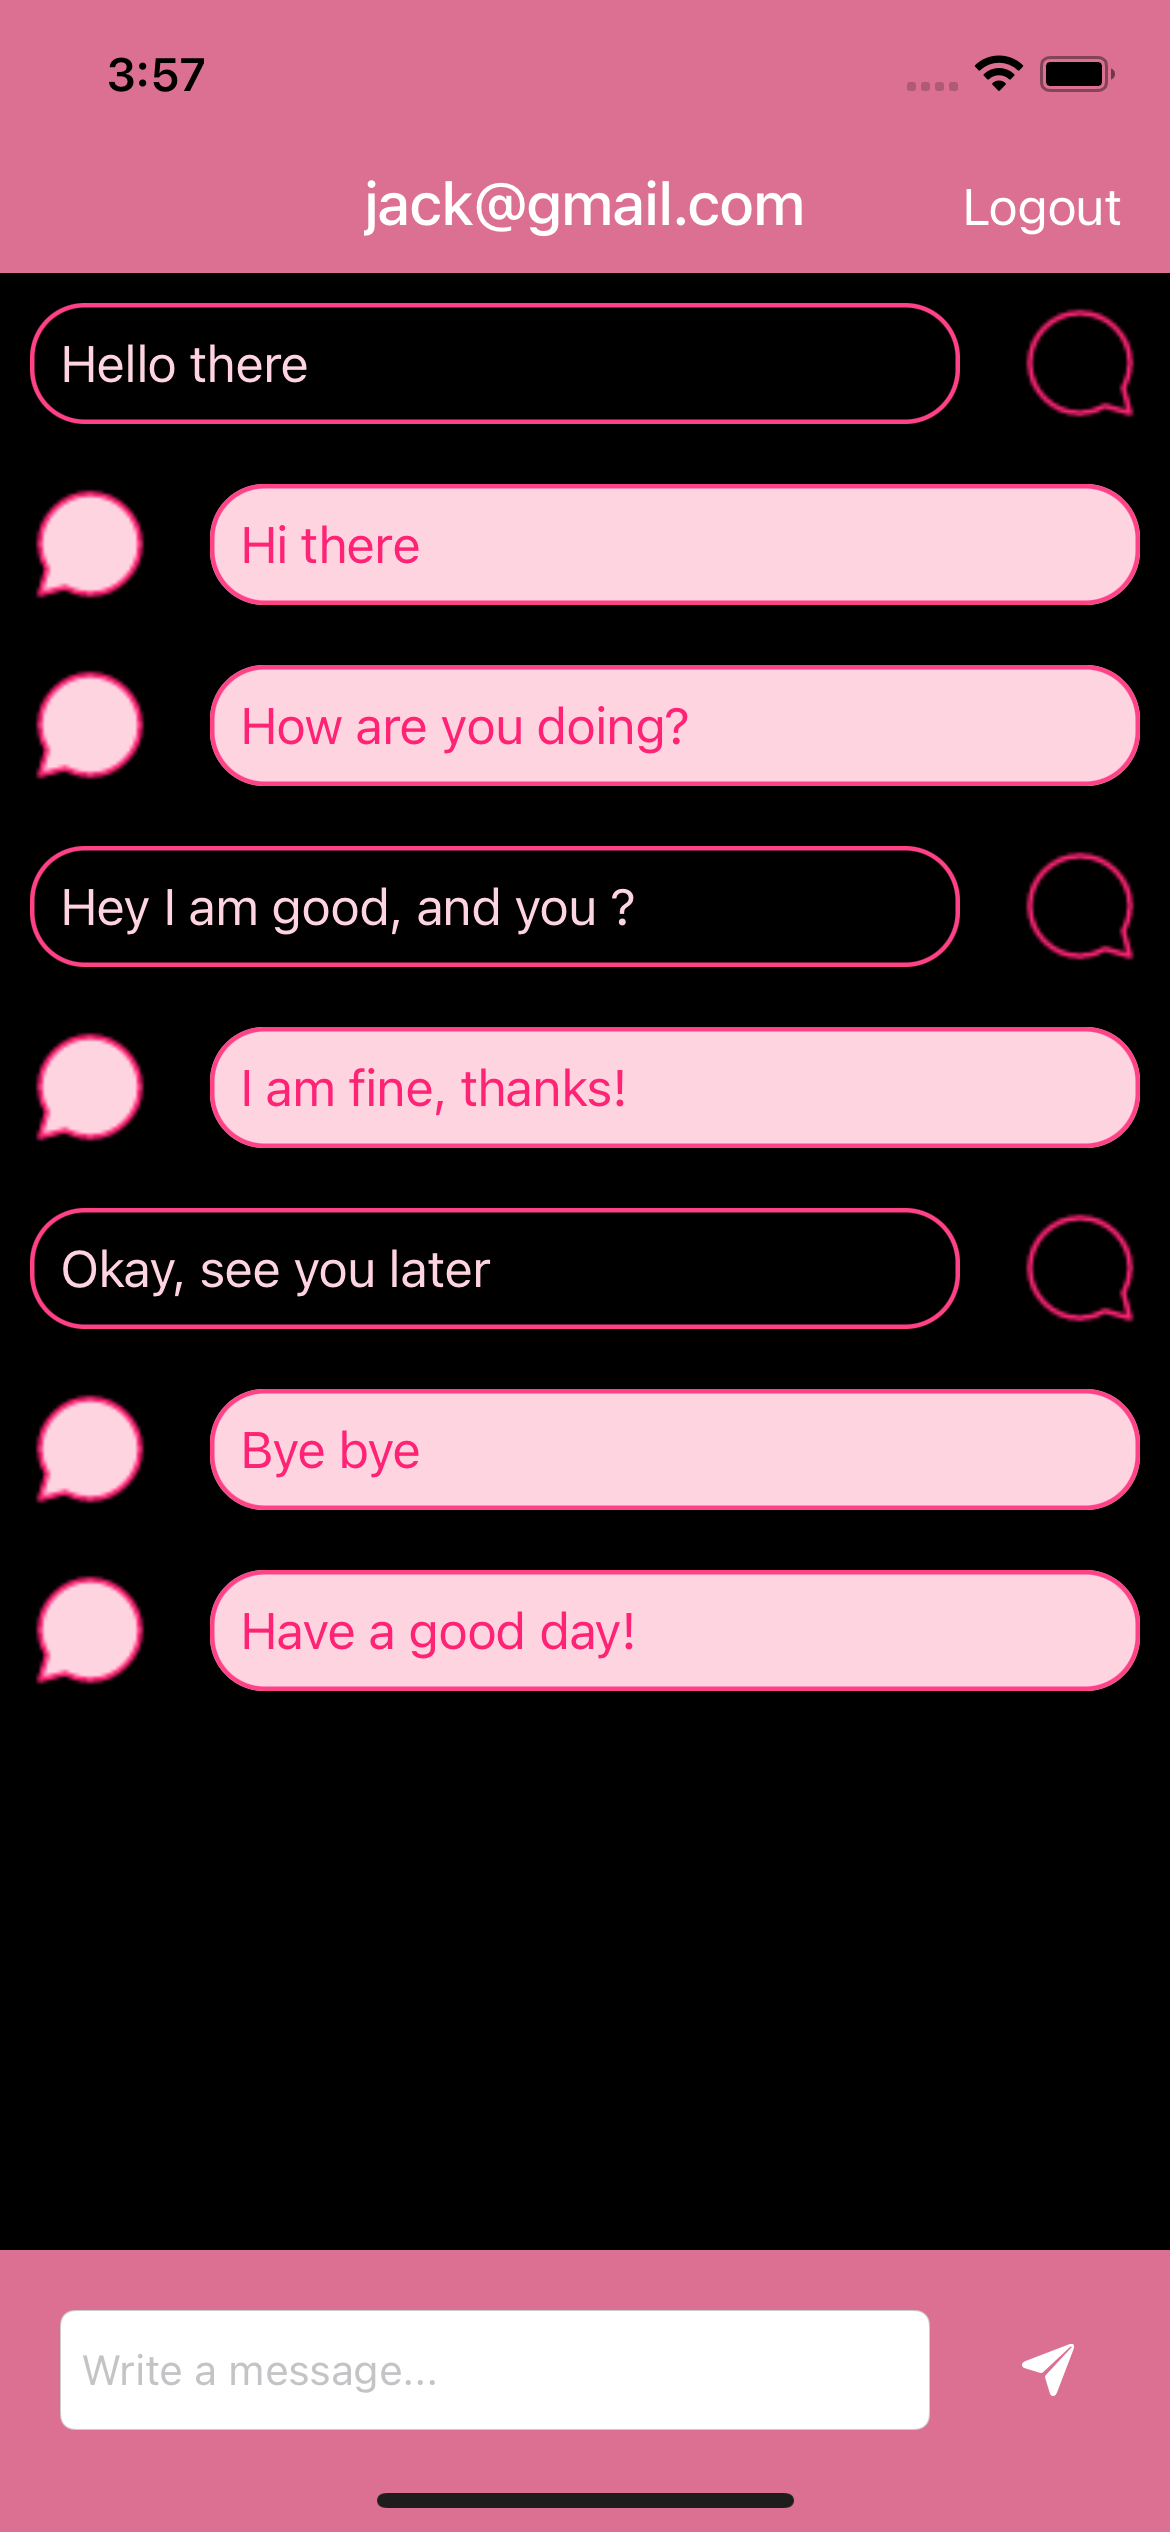 3:57
jack@gmail.com Logout
Hello there
Hi there
How are you doing?
Hey I am good, and you ?
I am fine, thanks!
Okay, see you later
Bye bye
Have a good day!
Write a message...